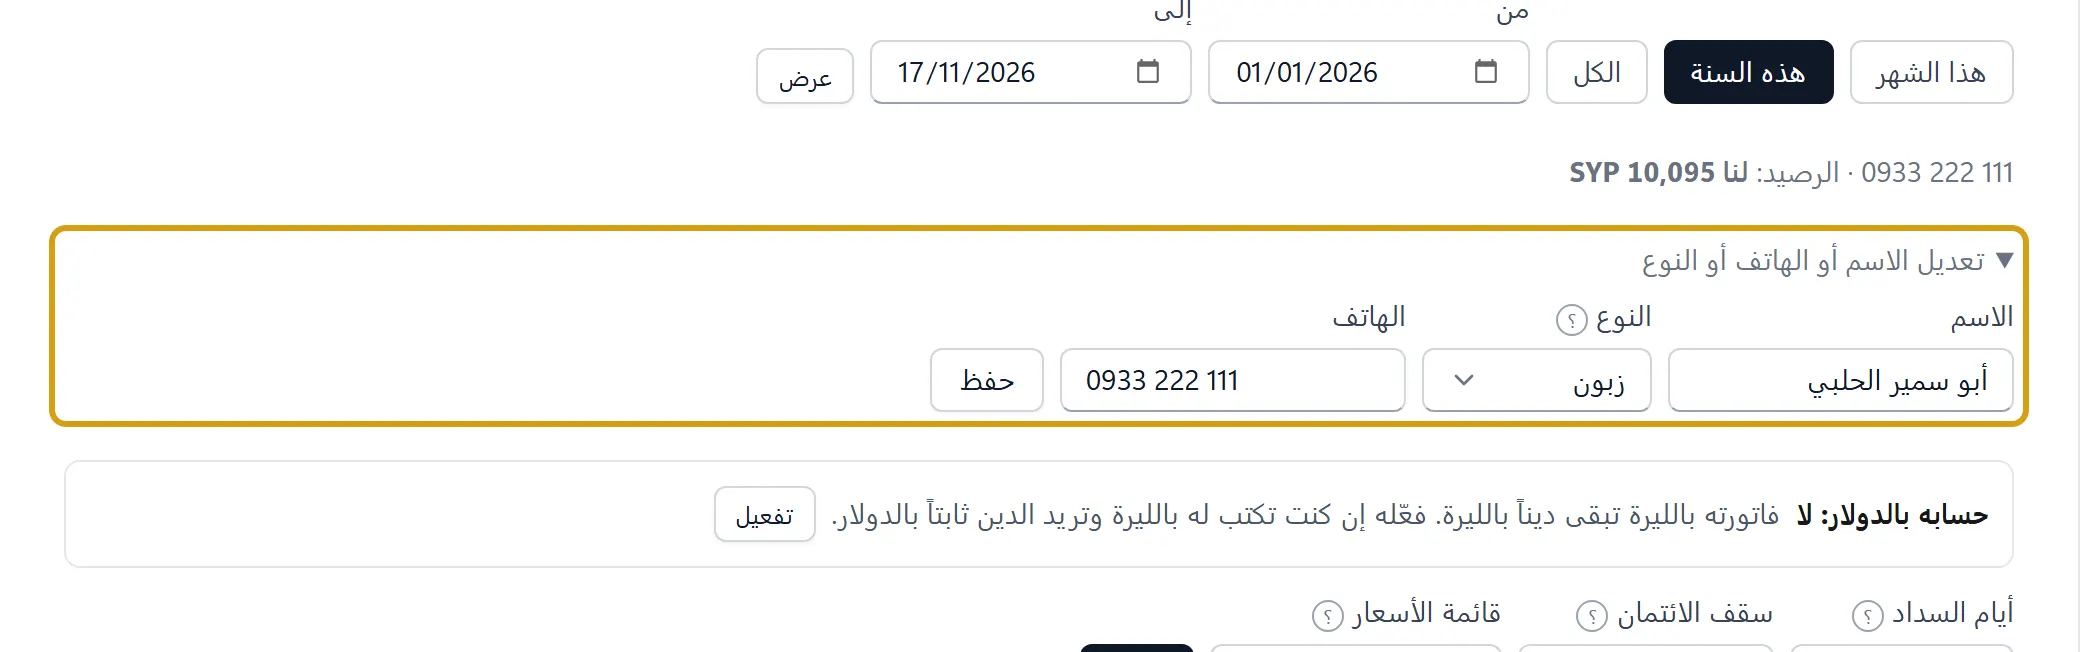 من إلى
هذا الشهر هذه السنة الكل 01/01/2026 17/11/2026 عرض
0933 222 111 · الرصيد: لنا SYP 10,095
▼ تعديل الاسم أو الهاتف أو النوع
الاسم النوع ؟ الهاتف
أبو سمير الحلبي زبون 0933 222 111 حفظ
حسابه بالدولار: لا فاتورته بالليرة تبقى ديناً بالليرة. فعّله إن كنت تكتب له بالليرة وتريد الدين ثابتاً بالدولار. تفعيل
أيام السداد ؟ سقف الائتمان ؟ قائمة الأسعار ؟